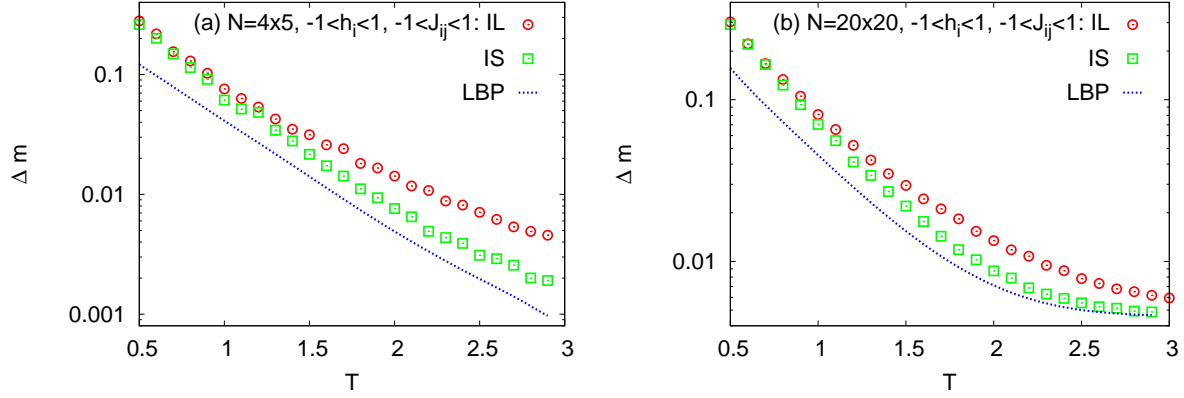 (a) N=4x5, -1<h_i<1, -1<J_ij<1: IL
IS
LBP
0.1
0.01
0.001
Δ m
0.5
1
1.5
2
2.5
3
T
(b) N=20x20, -1<h_i<1, -1<J_ij<1: IL
IS
LBP
0.1
0.01
Δ m
0.5
1
1.5
2
2.5
3
T